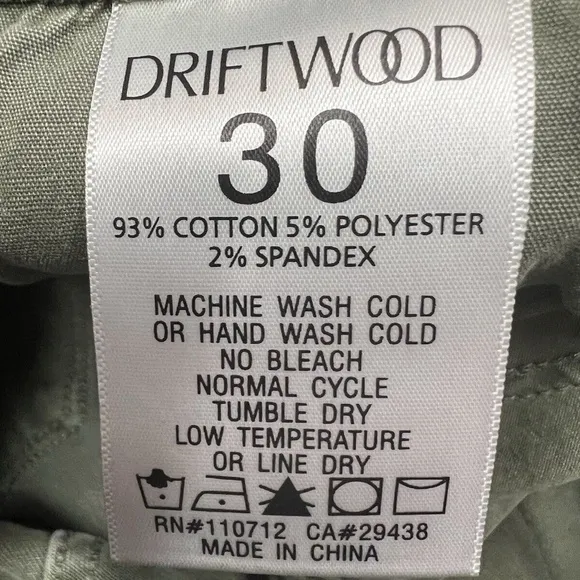 DRIFTWOOD
30
93% COTTON 5% POLYESTER
2% SPANDEX
MACHINE WASH COLD
OR HAND WASH COLD
NO BLEACH
NORMAL CYCLE
TUMBLE DRY
LOW TEMPERATURE
OR LINE DRY
RN#110712 CA#29438
MADE IN CHINA